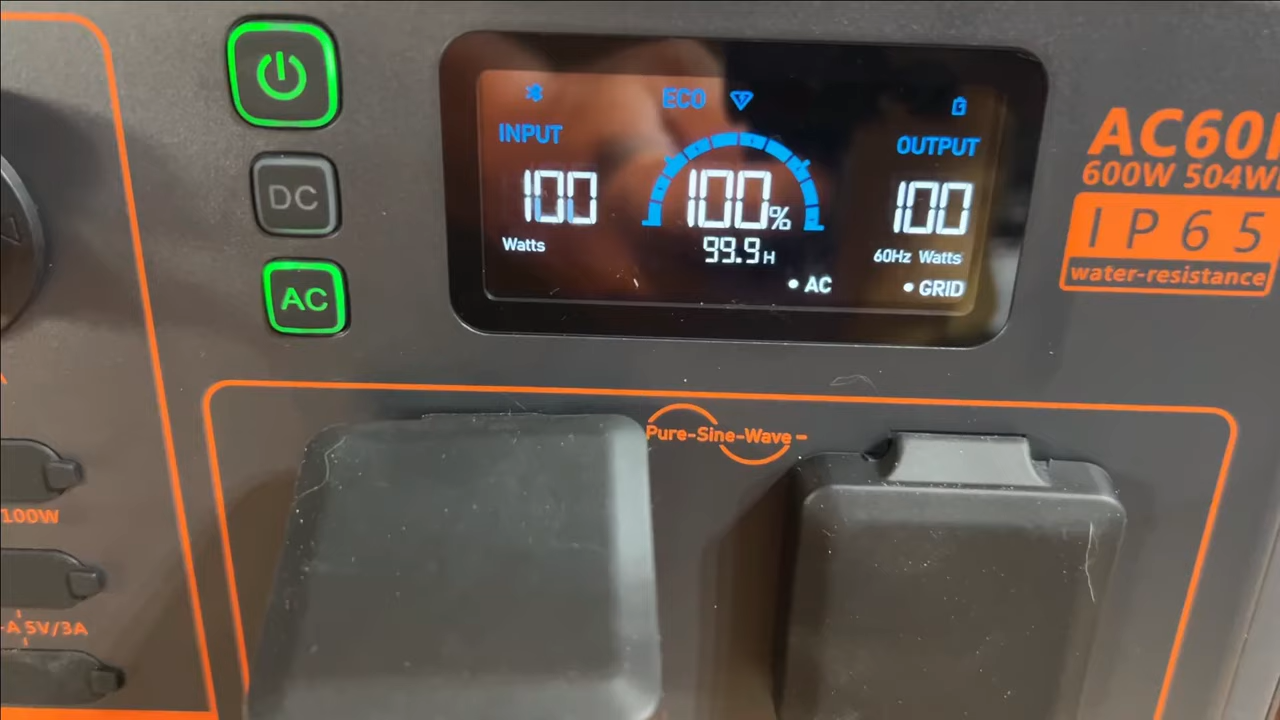 DC
AC
ECO
INPUT
100
Watts
100%
99.9H
AC
OUTPUT
100
60Hz Watts
GRID
AC60
600W 504W
IP65
water-resistance
Pure-Sine-Wave
100W
-A 5V/3A